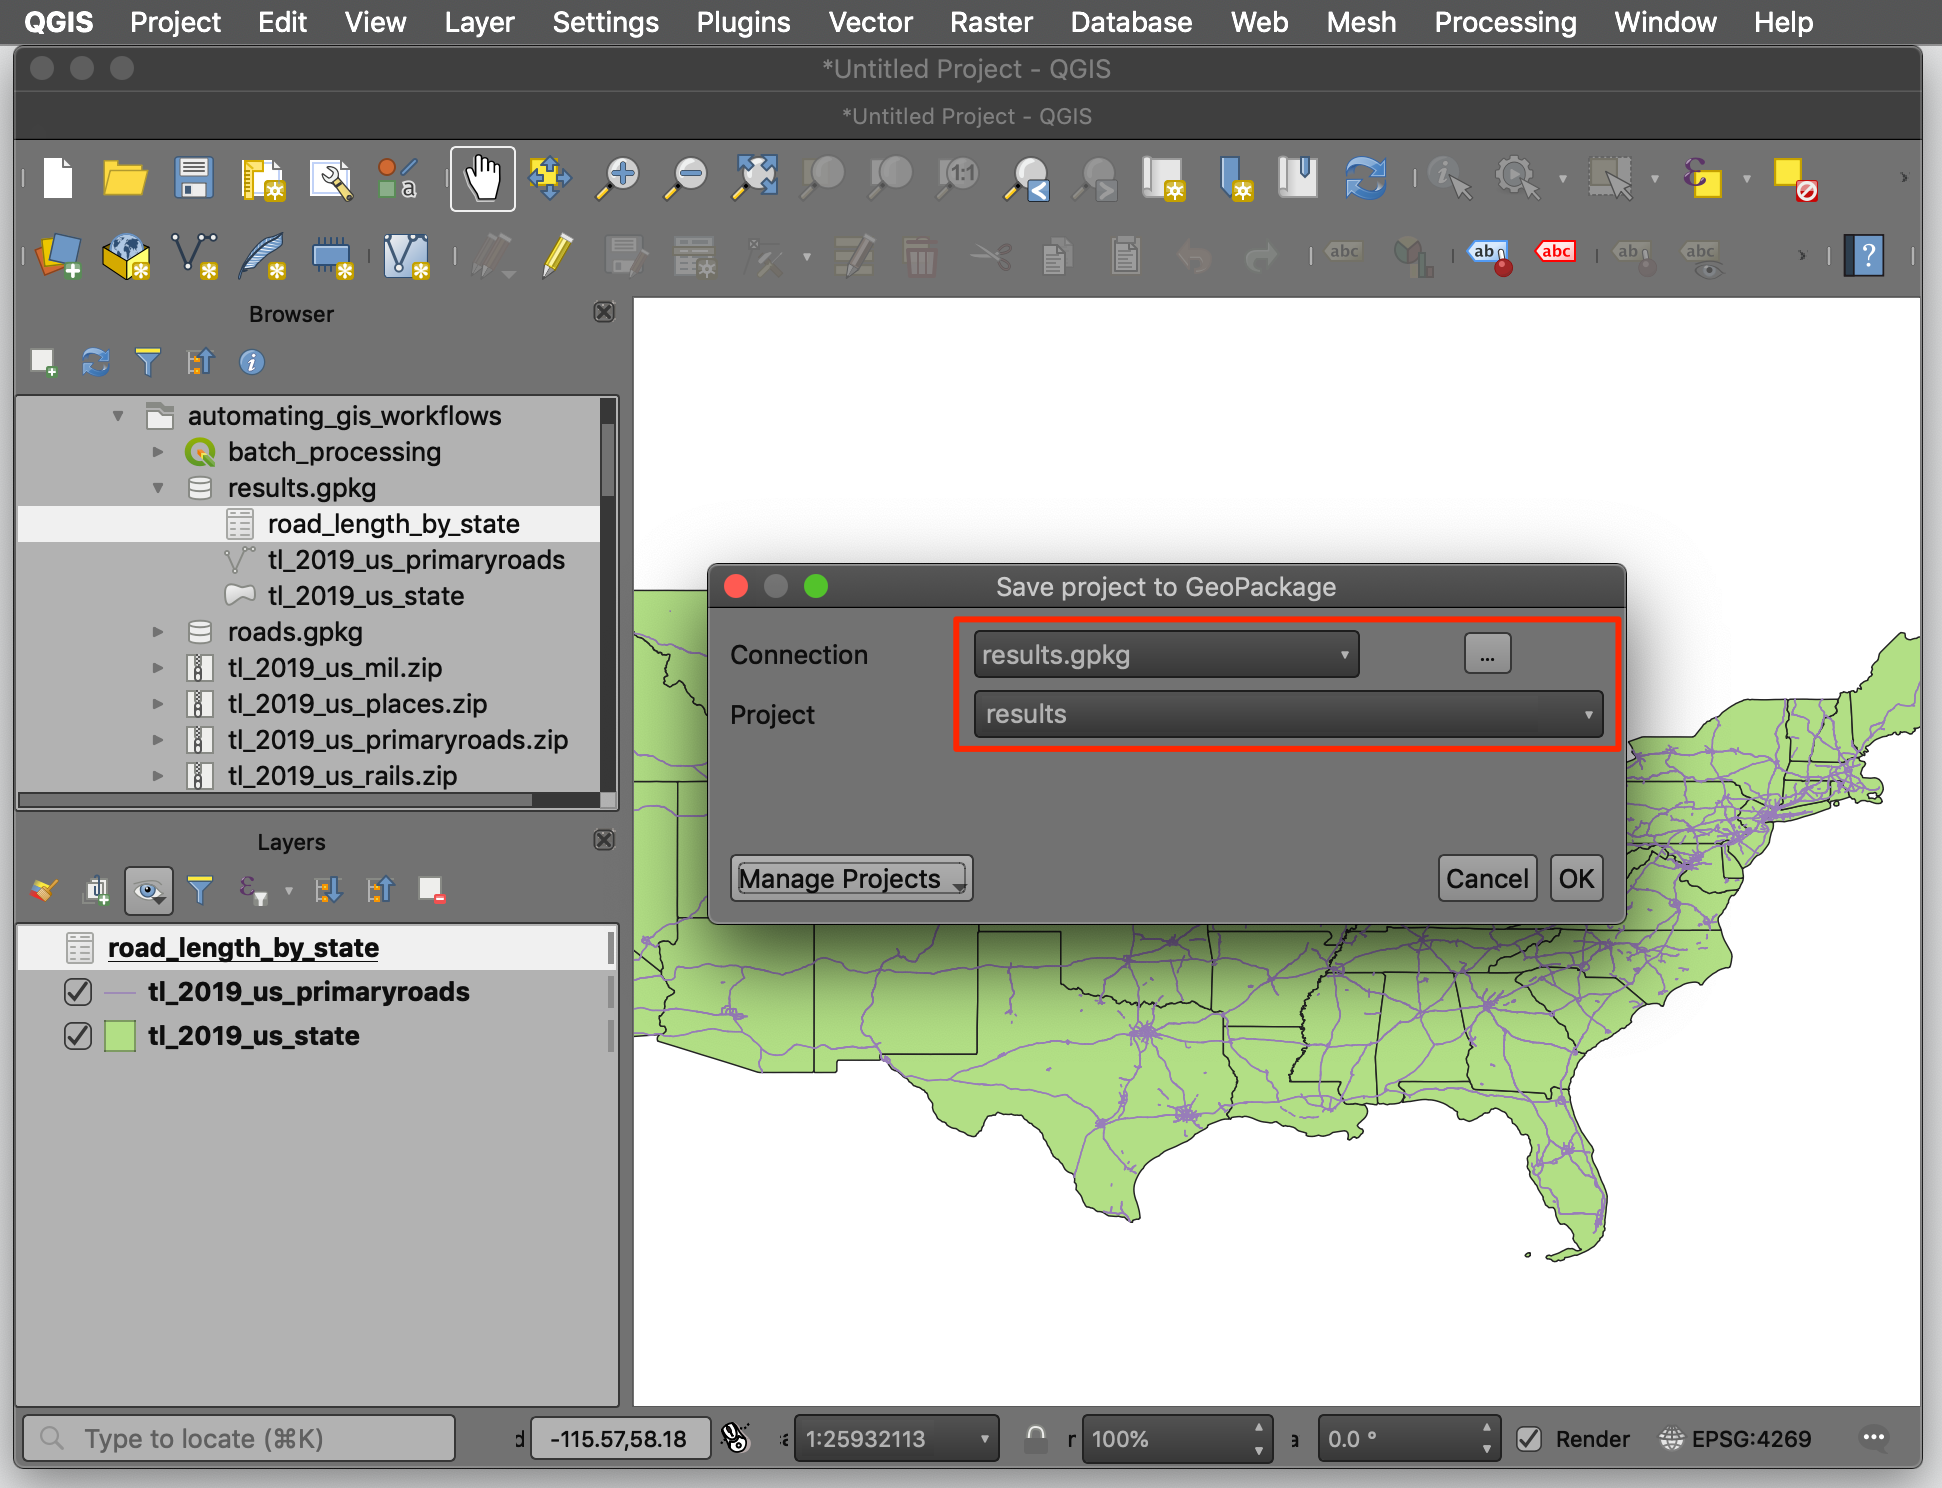 QGIS Project Edit View Layer Settings Plugins Vector Raster Database Web Mesh Processing Window Help
*Untitled Project - QGIS
*Untitled Project - QGIS
a 1:1
abc ab abc ab abc ?
Browser
automating_gis_workflows
batch_processing
results.gpkg
road_length_by_state
tl_2019_us_primaryroads
tl_2019_us_state
roads.gpkg
tl_2019_us_mil.zip
tl_2019_us_places.zip
tl_2019_us_primaryroads.zip
tl_2019_us_rails.zip
Layers
road_length_by_state
tl_2019_us_primaryroads
tl_2019_us_state
Save project to GeoPackage
Connection results.gpkg ...
Project results
Manage Projects Cancel OK
Type to locate (⌘K) d -115.57,58.18 1:25932113 r 100% a 0.0 ° Render EPSG:4269